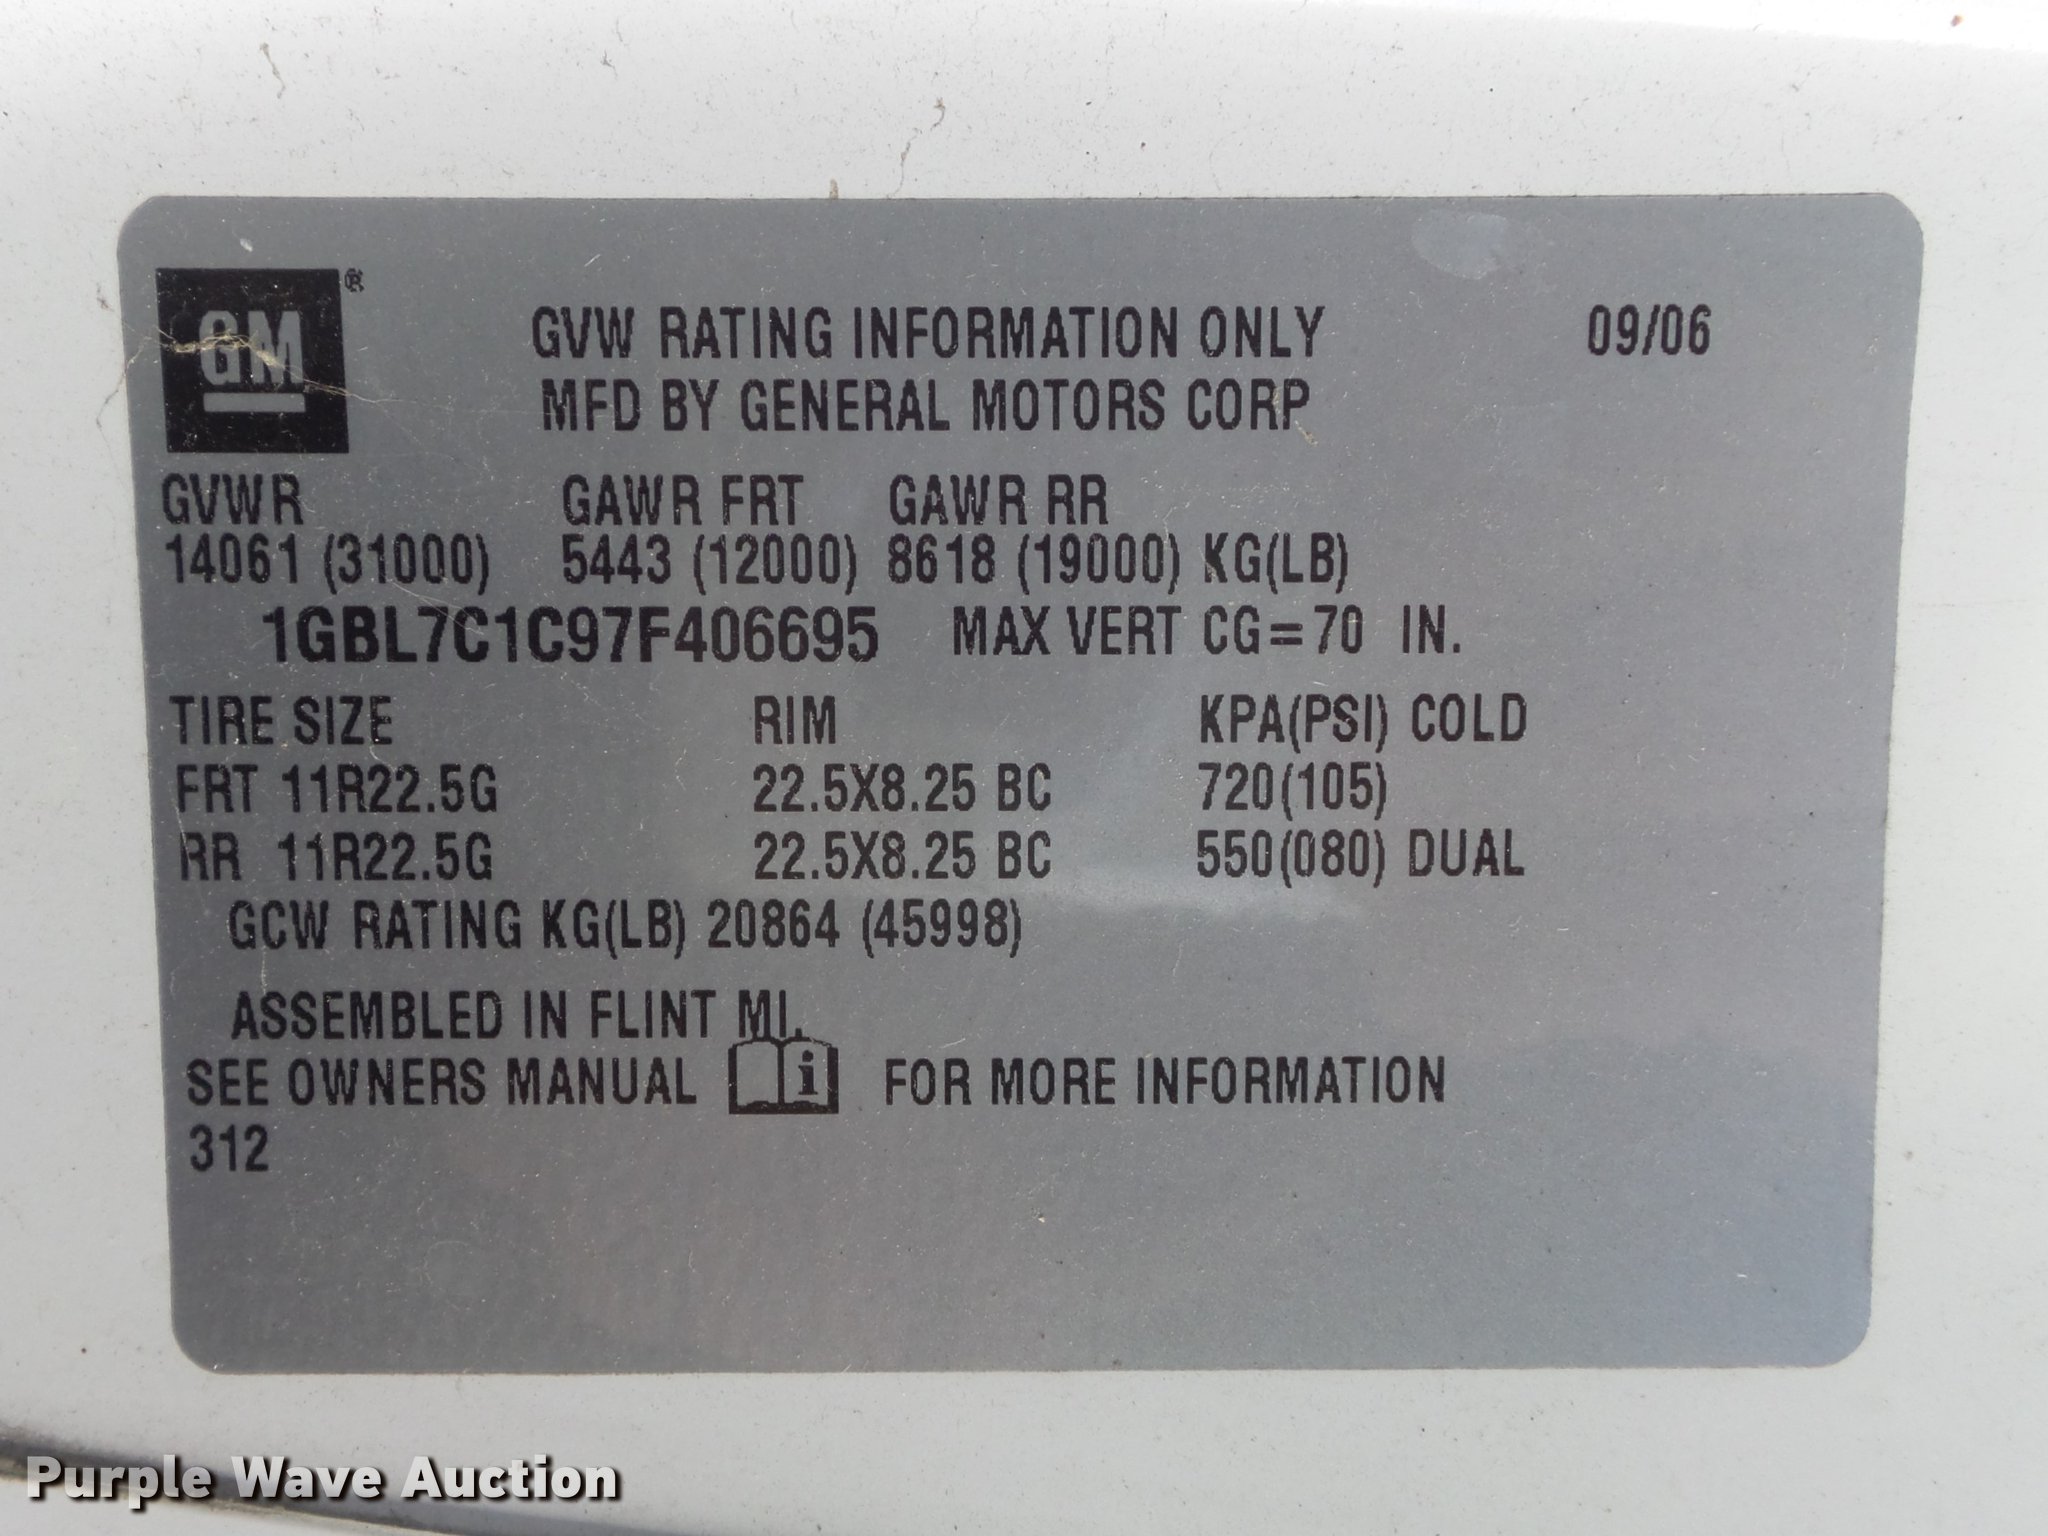 GM®
GVW RATING INFORMATION ONLY 09/06
MFD BY GENERAL MOTORS CORP
GVWR GAWR FRT GAWR RR
14061 (31000) 5443 (12000) 8618 (19000) KG(LB)
1GBL7C1C97F406695 MAX VERT CG=70 IN.
TIRE SIZE RIM KPA(PSI) COLD
FRT 11R22.5G 22.5X8.25 BC 720(105)
RR 11R22.5G 22.5X8.25 BC 550(080) DUAL
GCW RATING KG(LB) 20864 (45998)
ASSEMBLED IN FLINT MI.
SEE OWNERS MANUAL i FOR MORE INFORMATION
312
Purple Wave Auction